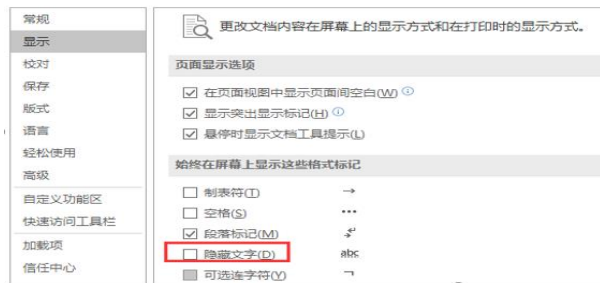 常规
显示
校对
保存
版式
语言
轻松使用
高级
自定义功能区
快速访问工具栏
加载项
信任中心
更改文档内容在屏幕上的显示方式和在打印时的显示方式。
页面显示选项
在页面视图中显示页面间空白(W)
显示突出显示标记(H)
悬停时显示文档工具提示(L)
始终在屏幕上显示这些格式标记
制表符(T) →
空格(S) •••
段落标记(M) ↵
隐藏文字(D) abc
可选连字符(Y) ¬